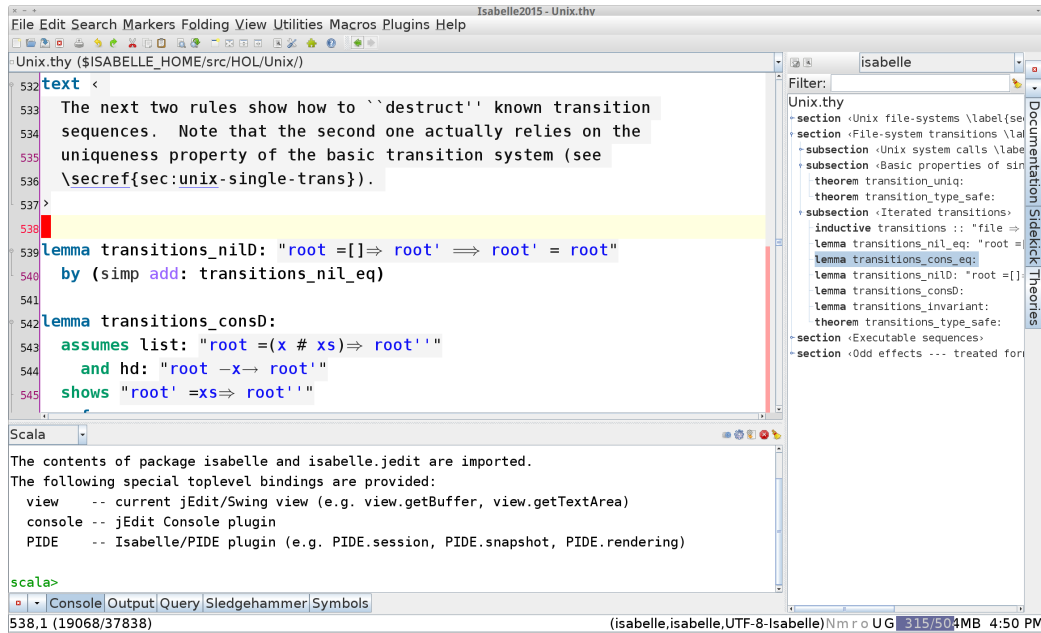 Isabelle2015 - Unix.thy
File Edit Search Markers Folding View Utilities Macros Plugins Help
Unix.thy ($ISABELLE_HOME/src/HOL/Unix/)
532 text ‹
533 The next two rules show how to ``destruct'' known transition
534 sequences.  Note that the second one actually relies on the
535 uniqueness property of the basic transition system (see
536 \secref{sec:unix-single-trans}).
537 ›
538
539 lemma transitions_nilD: "root =[]⇒ root' ⟹ root' = root"
540 by (simp add: transitions_nil_eq)
541
542 lemma transitions_consD:
543 assumes list: "root =(x # xs)⇒ root''"
544 and hd: "root —x→ root'"
545 shows "root' =xs⇒ root''"
isabelle
Filter:
Unix.thy
section ‹Unix file-systems \label{se
section ‹File-system transitions \la
subsection ‹Unix system calls \labe
subsection ‹Basic properties of sin
theorem transition_uniq:
theorem transition_type_safe:
subsection ‹Iterated transitions›
inductive transitions :: "file ⇒
lemma transitions_nil_eq: "root =[
lemma transitions_cons_eq:
lemma transitions_nilD: "root =[]=
lemma transitions_consD:
lemma transitions_invariant:
theorem transitions_type_safe:
section ‹Executable sequences›
section ‹Odd effects --- treated for
Documentation
Sidekick
Theories
Scala
The contents of package isabelle and isabelle.jedit are imported.
The following special toplevel bindings are provided:
view    -- current jEdit/Swing view (e.g. view.getBuffer, view.getTextArea)
console -- jEdit Console plugin
PIDE    -- Isabelle/PIDE plugin (e.g. PIDE.session, PIDE.snapshot, PIDE.rendering)
scala>
Console Output Query Sledgehammer Symbols
538,1 (19068/37838) (isabelle,isabelle,UTF-8-Isabelle) N m r o U G 315/504MB 4:50 PM